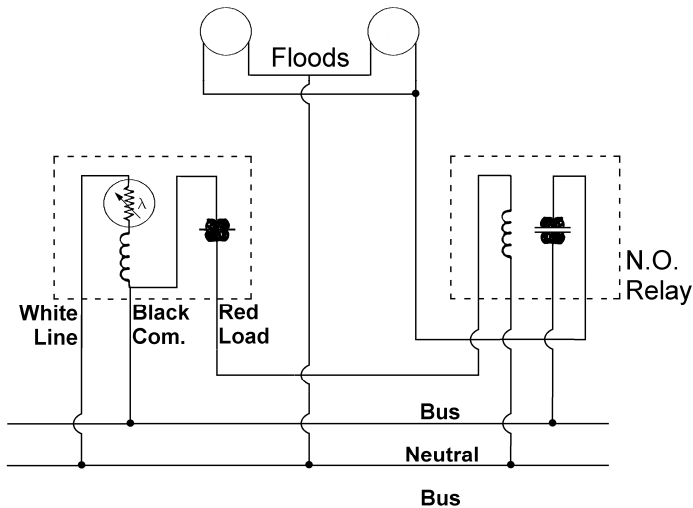 Floods
λ
N.O.
Relay
White
Line
Black
Com.
Red
Load
Bus
Neutral
Bus